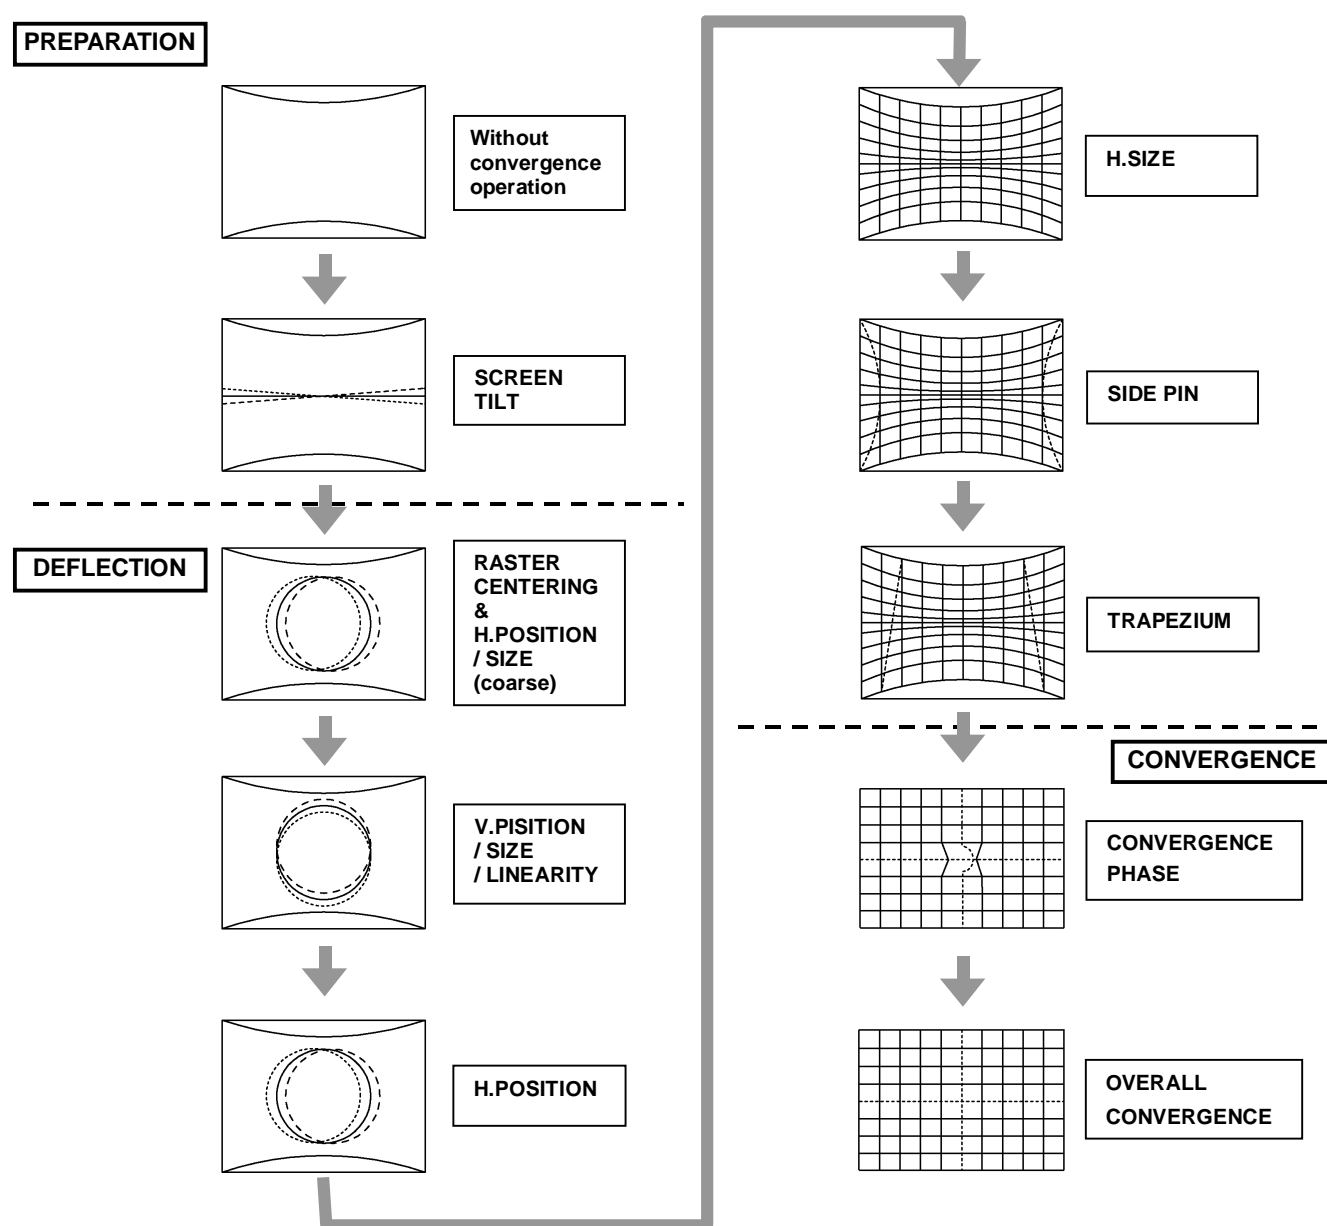 PREPARATION
Without
convergence
operation
SCREEN
TILT
DEFLECTION
RASTER
CENTERING
&
H.POSITION
/ SIZE
(coarse)
V.PISITION
/ SIZE
/ LINEARITY
H.POSITION
H.SIZE
SIDE PIN
TRAPEZIUM
CONVERGENCE
CONVERGENCE
PHASE
OVERALL
CONVERGENCE